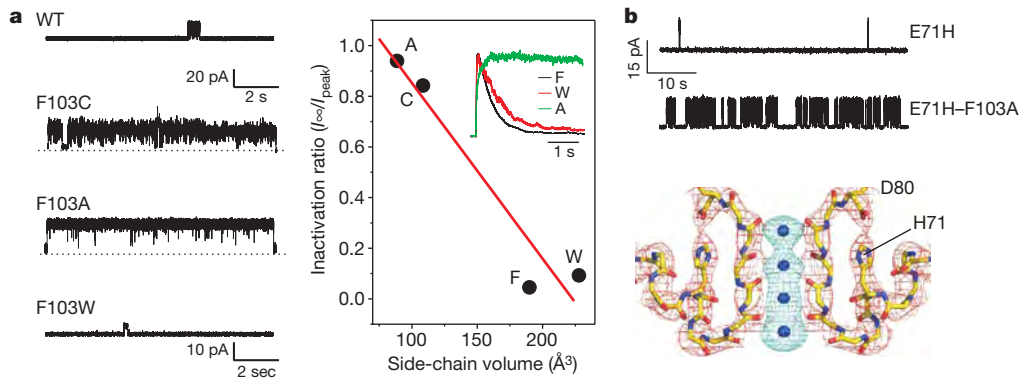 a
WT
20 pA
2 s
F103C
F103A
F103W
10 pA
2 sec
Inactivation ratio (I∞/Ipeak)
1.0
0.8
0.6
0.4
0.2
0.0
A
C
F
W
F
W
A
1 s
100
150
200
Side-chain volume (Å³)
b
E71H
15 pA
10 s
E71H–F103A
D80
H71